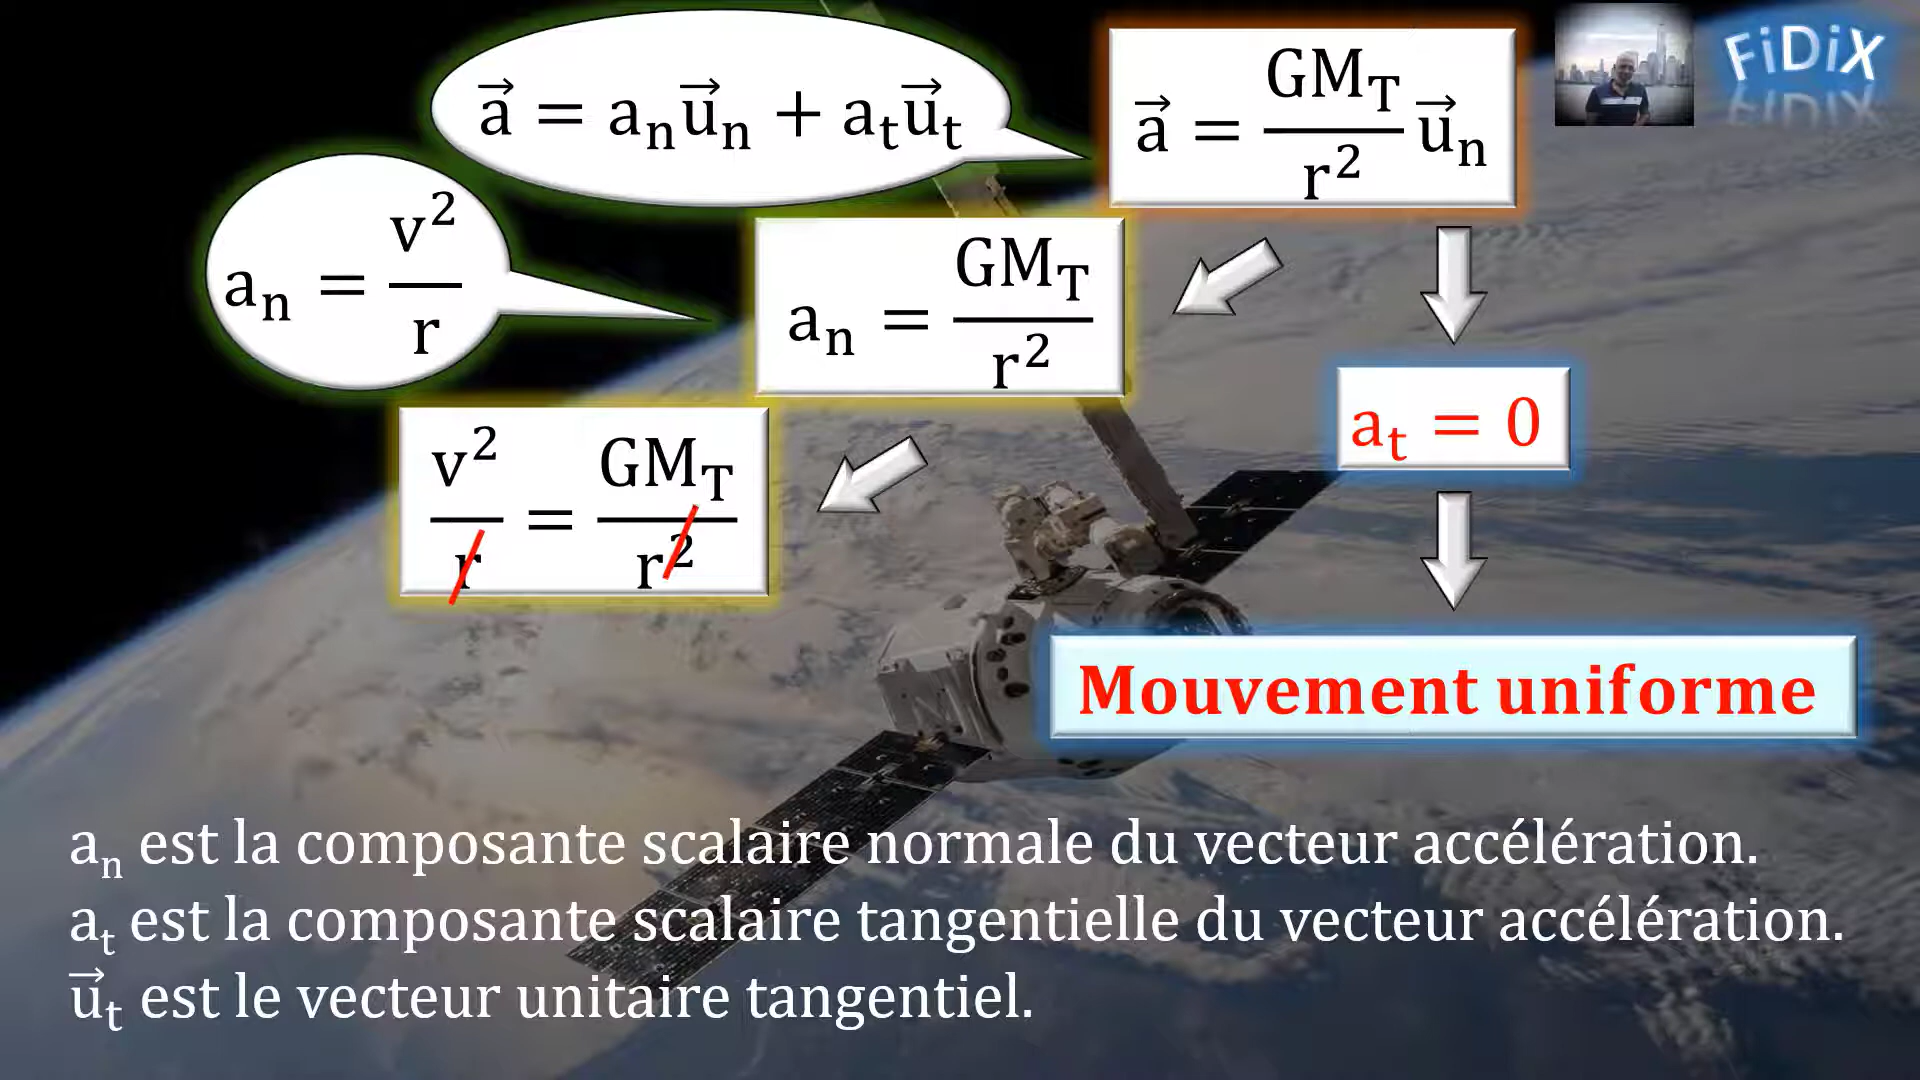 a⃗ = aₙu⃗ₙ + aₜu⃗ₜ
a⃗ = GM_T/r² u⃗ₙ
FiDiX
aₙ = v²/r
aₙ = GM_T/r²
aₜ = 0
v²/r = GM_T/r²
Mouvement uniforme
aₙ est la composante scalaire normale du vecteur accélération.
aₜ est la composante scalaire tangentielle du vecteur accélération.
u⃗ₜ est le vecteur unitaire tangentiel.